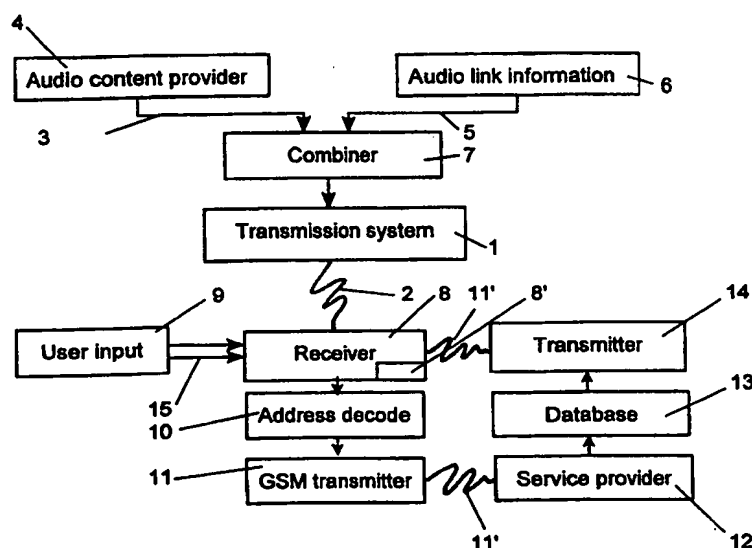 4
Audio content provider
Audio link information
6
3
5
Combiner
7
Transmission system
1
9
2
8
11'
8'
14
User input
Receiver
Transmitter
15
13
10
Address decode
Database
11
GSM transmitter
Service provider
11'
12